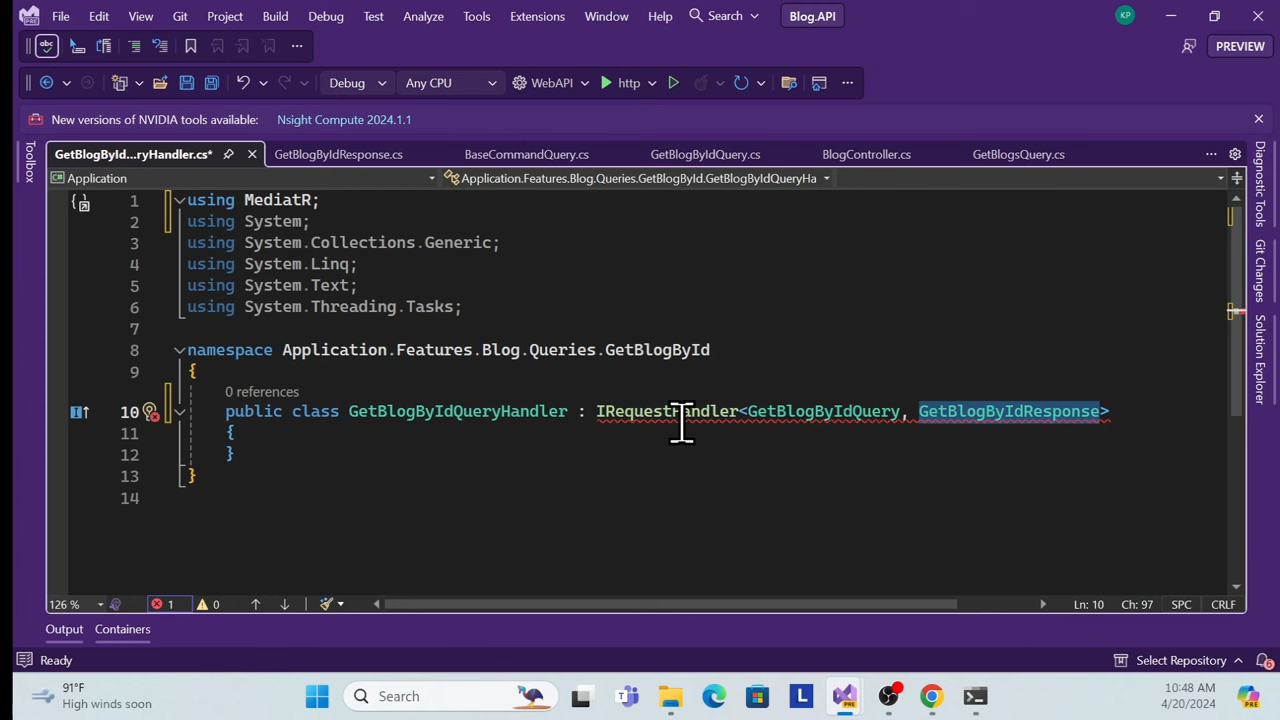 File Edit View Git Project Build Debug Test Analyze Tools Extensions Window Help Search Blog.API KP
abc PREVIEW
Debug Any CPU WebAPI http
New versions of NVIDIA tools available: Nsight Compute 2024.1.1
Toolbox
GetBlogById...ryHandler.cs* GetBlogByIdResponse.cs BaseCommandQuery.cs GetBlogByIdQuery.cs BlogController.cs GetBlogsQuery.cs
Application Application.Features.Blog.Queries.GetBlogById.GetBlogByIdQueryHa
1 using MediatR;
2 using System;
3 using System.Collections.Generic;
4 using System.Linq;
5 using System.Text;
6 using System.Threading.Tasks;
7
8 namespace Application.Features.Blog.Queries.GetBlogById
9 {
0 references
10 public class GetBlogByIdQueryHandler : IRequestHandler<GetBlogByIdQuery, GetBlogByIdResponse>
11 {
12 }
13 }
14
Diagnostic Tools
Git Changes
Solution Explorer
126 % 1 0 Ln: 10 Ch: 97 SPC CRLF
Output Containers
Ready Select Repository 6
91°F
High winds soon
Search
PRE
10:48 AM
4/20/2024
PRE